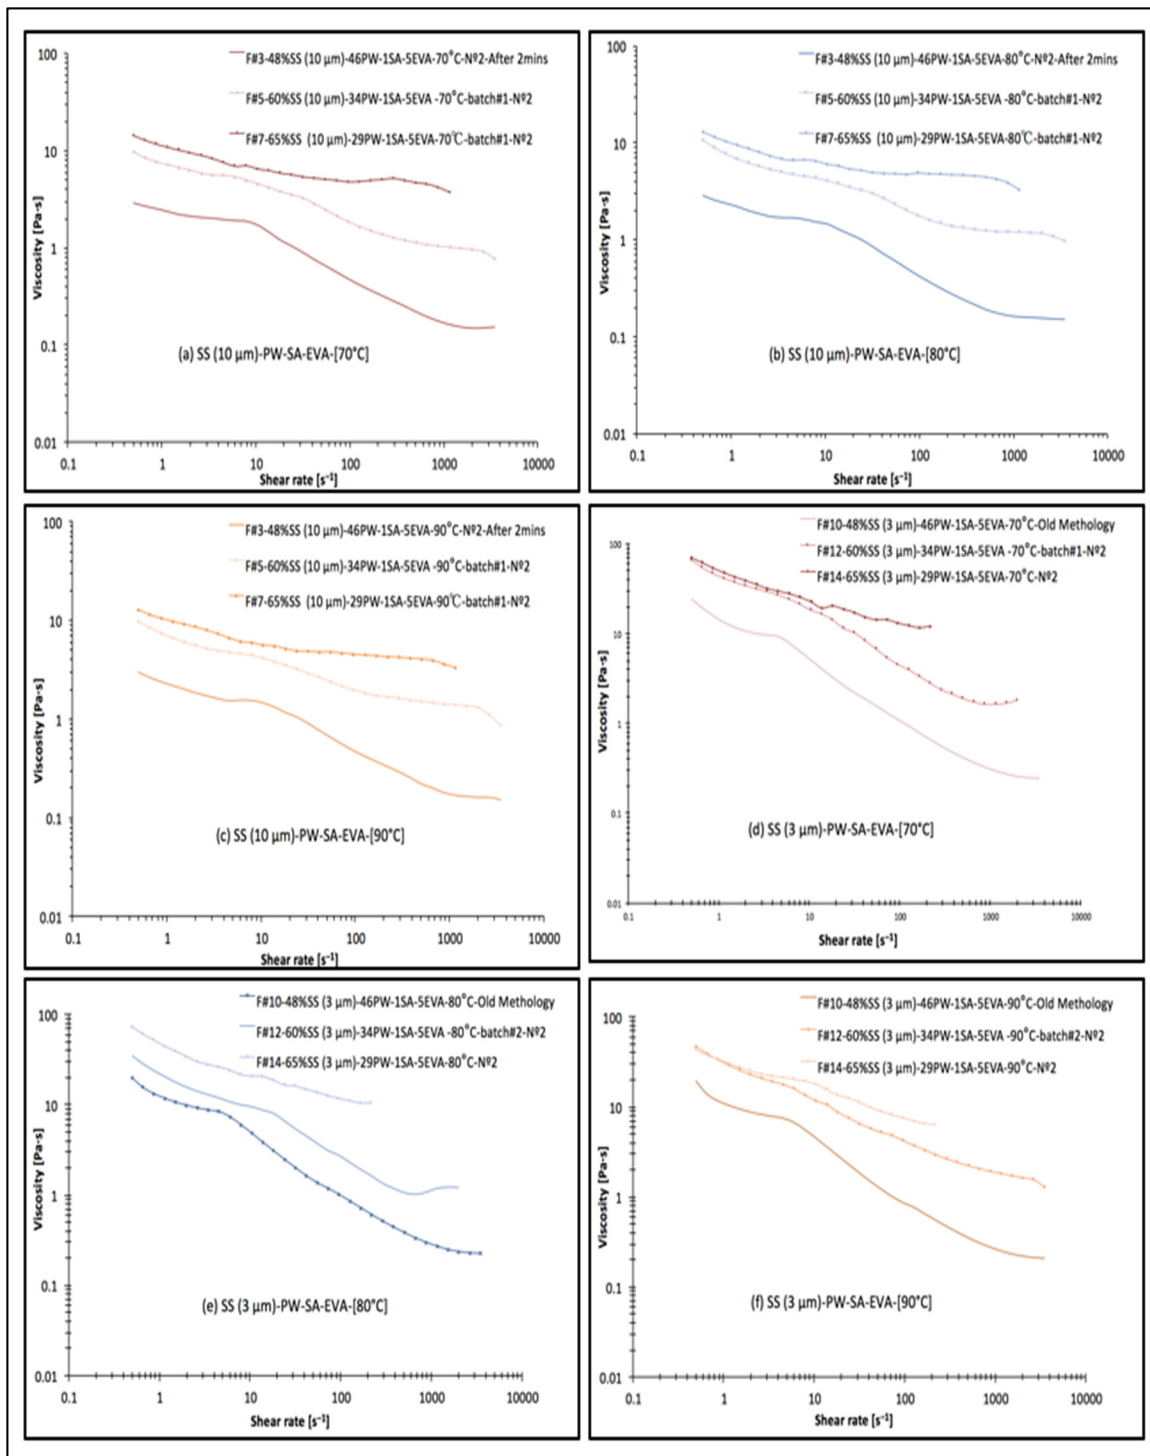 F#3-48%SS (10 µm)-46PW-1SA-5EVA-70°C-Nº2-After 2mins
F#5-60%SS (10 µm)-34PW-1SA-5EVA -70°C-batch#1-Nº2
F#7-65%SS (10 µm)-29PW-1SA-5EVA-70℃-batch#1-Nº2
Viscosity [Pa-s]
100
10
1
0.1
0.01
(a) SS (10 µm)-PW-SA-EVA-[70°C]
0.1 1 10 100 1000 10000
Shear rate [s⁻¹]
F#3-48%SS (10 µm)-46PW-1SA-5EVA-80°C-Nº2-After 2mins
F#5-60%SS (10 µm)-34PW-1SA-5EVA -80°C-batch#1-Nº2
F#7-65%SS (10 µm)-29PW-1SA-5EVA-80℃-batch#1-Nº2
Viscosity [Pa-s]
100
10
1
0.1
0.01
(b) SS (10 µm)-PW-SA-EVA-[80°C]
0.1 1 10 100 1000 10000
Shear rate [s⁻¹]
F#3-48%SS (10 µm)-46PW-1SA-5EVA-90°C-Nº2-After 2mins
F#5-60%SS (10 µm)-34PW-1SA-5EVA -90°C-batch#1-Nº2
F#7-65%SS (10 µm)-29PW-1SA-5EVA-90℃-batch#1-Nº2
Viscosity [Pa-s]
100
10
1
0.1
0.01
(c) SS (10 µm)-PW-SA-EVA-[90°C]
0.1 1 10 100 1000 10000
Shear rate [s⁻¹]
F#10-48%SS (3 µm)-46PW-1SA-5EVA-70°C-Old Methology
F#12-60%SS (3 µm)-34PW-1SA-5EVA -70°C-batch#1-Nº2
F#14-65%SS (3 µm)-29PW-1SA-5EVA-70°C-Nº2
Viscosity [Pa-s]
100
10
1
0.1
0.01
(d) SS (3 µm)-PW-SA-EVA-[70°C]
0.1 1 10 100 1000 10000
Shear rate [s⁻¹]
F#10-48%SS (3 µm)-46PW-1SA-5EVA-80°C-Old Methology
F#12-60%SS (3 µm)-34PW-1SA-5EVA -80°C-batch#2-Nº2
F#14-65%SS (3 µm)-29PW-1SA-5EVA-80°C-Nº2
Viscosity [Pa-s]
100
10
1
0.1
0.01
(e) SS (3 µm)-PW-SA-EVA-[80°C]
0.1 1 10 100 1000 10000
Shear rate [s⁻¹]
F#10-48%SS (3 µm)-46PW-1SA-5EVA-90°C-Old Methology
F#12-60%SS (3 µm)-34PW-1SA-5EVA -90°C-batch#2-Nº2
F#14-65%SS (3 µm)-29PW-1SA-5EVA-90°C-Nº2
Viscosity [Pa-s]
100
10
1
0.1
0.01
(f) SS (3 µm)-PW-SA-EVA-[90°C]
0.1 1 10 100 1000 10000
Shear rate [s⁻¹]